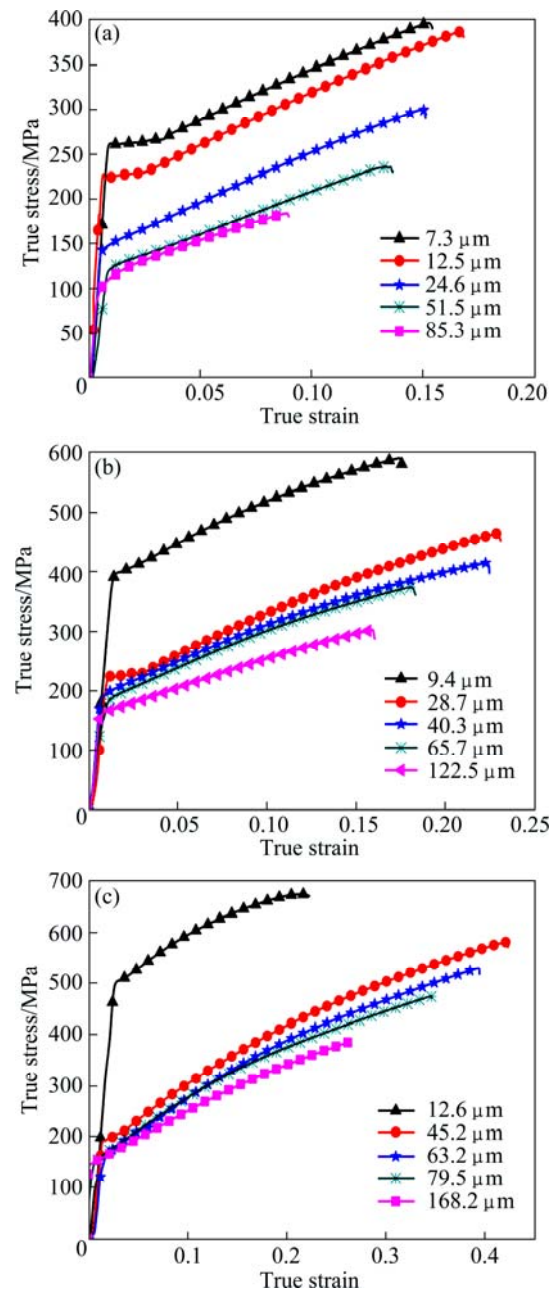 (a)
400
350
300
250
200
150
100
50
0
True stress/MPa
7.3 μm
12.5 μm
24.6 μm
51.5 μm
85.3 μm
0.05
0.10
0.15
0.20
True strain
(b)
600
500
400
300
200
100
0
True stress/MPa
9.4 μm
28.7 μm
40.3 μm
65.7 μm
122.5 μm
0.05
0.10
0.15
0.20
0.25
True strain
(c)
700
600
500
400
300
200
100
0
True stress/MPa
12.6 μm
45.2 μm
63.2 μm
79.5 μm
168.2 μm
0.1
0.2
0.3
0.4
True strain